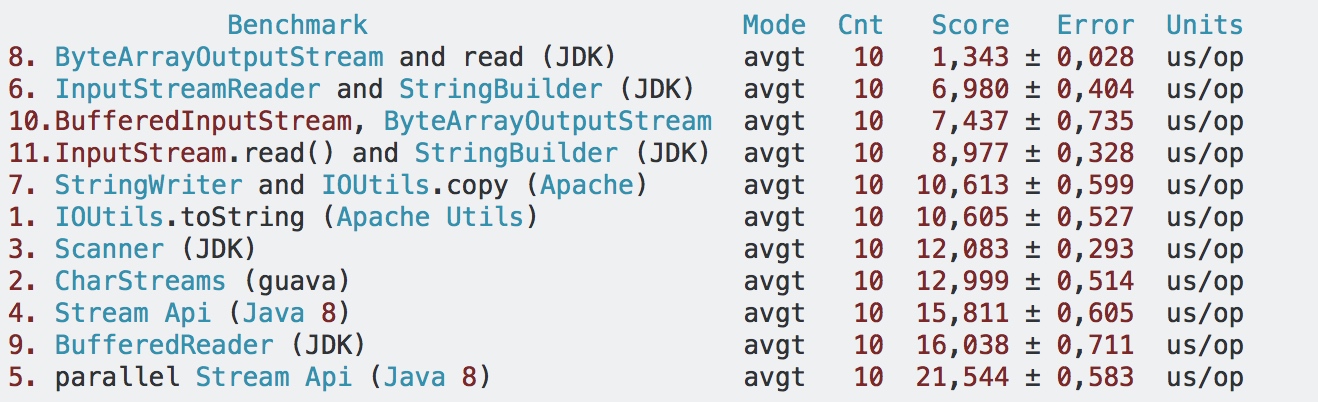 Benchmark Mode Cnt Score Error Units
8. ByteArrayOutputStream and read (JDK) avgt 10 1,343 ± 0,028 us/op
6. InputStreamReader and StringBuilder (JDK) avgt 10 6,980 ± 0,404 us/op
10.BufferedInputStream, ByteArrayOutputStream avgt 10 7,437 ± 0,735 us/op
11.InputStream.read() and StringBuilder (JDK) avgt 10 8,977 ± 0,328 us/op
7. StringWriter and IOUtils.copy (Apache) avgt 10 10,613 ± 0,599 us/op
1. IOUtils.toString (Apache Utils) avgt 10 10,605 ± 0,527 us/op
3. Scanner (JDK) avgt 10 12,083 ± 0,293 us/op
2. CharStreams (guava) avgt 10 12,999 ± 0,514 us/op
4. Stream Api (Java 8) avgt 10 15,811 ± 0,605 us/op
9. BufferedReader (JDK) avgt 10 16,038 ± 0,711 us/op
5. parallel Stream Api (Java 8) avgt 10 21,544 ± 0,583 us/op